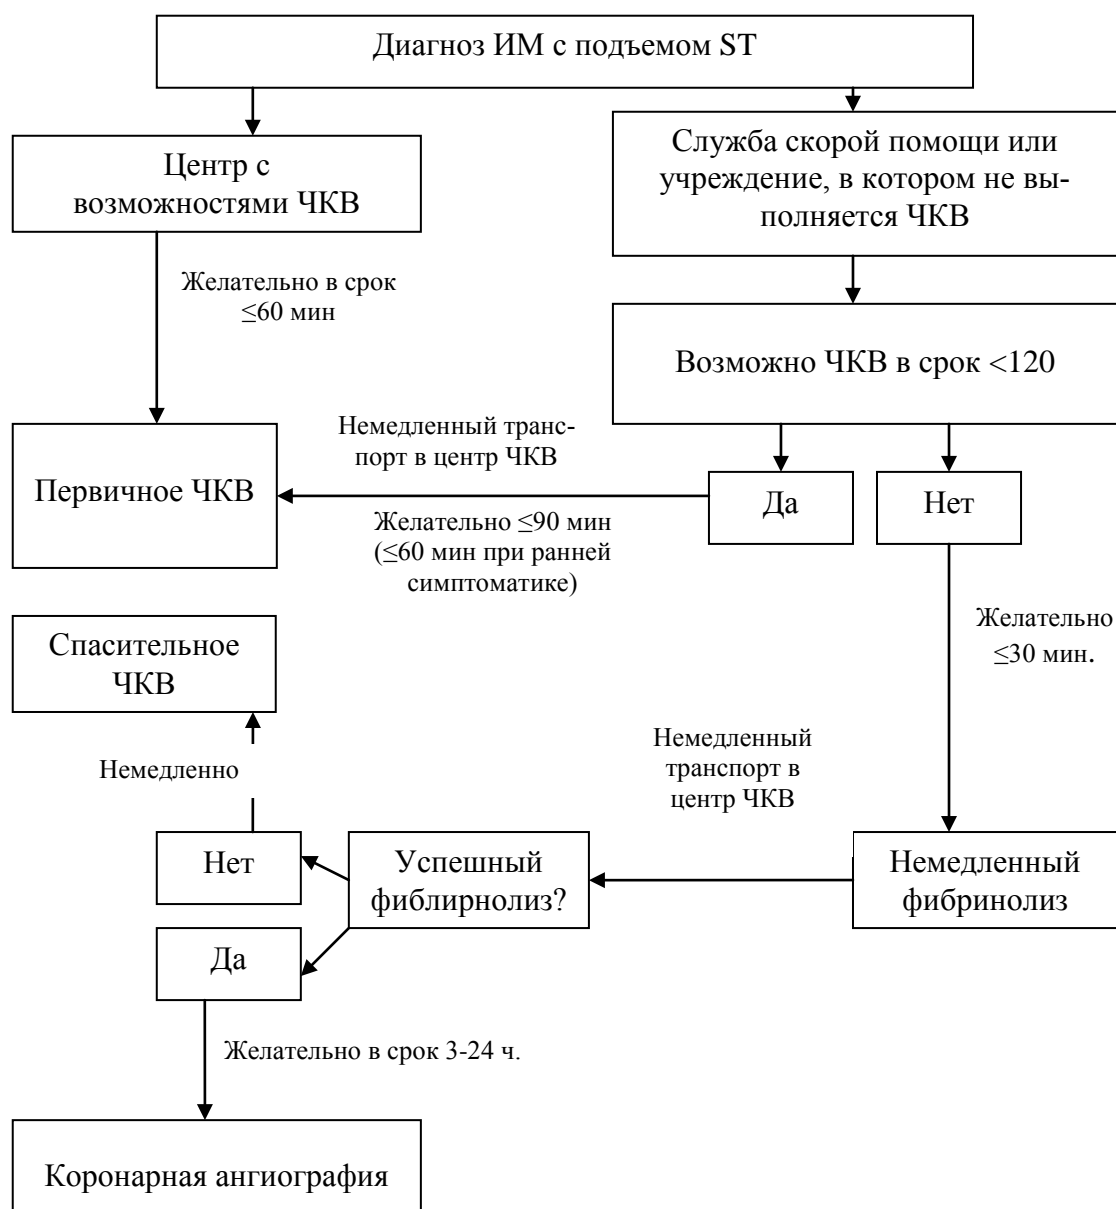 Диагноз ИМ с подъемом ST
Центр с
возможностями ЧКВ
Служба скорой помощи или
учреждение, в котором не вы-
полняется ЧКВ
Желательно в срок
≤60 мин
Возможно ЧКВ в срок <120
Немедленный транс-
порт в центр ЧКВ
Первичное ЧКВ
Да
Нет
Желательно ≤90 мин
(≤60 мин при ранней
симптоматике)
Спасительное
ЧКВ
Желательно
≤30 мин.
Немедленно
Немедленный
транспорт в
центр ЧКВ
Нет
Успешный
фиблирнолиз?
Немедленный
фибринолиз
Да
Желательно в срок 3-24 ч.
Коронарная ангиография